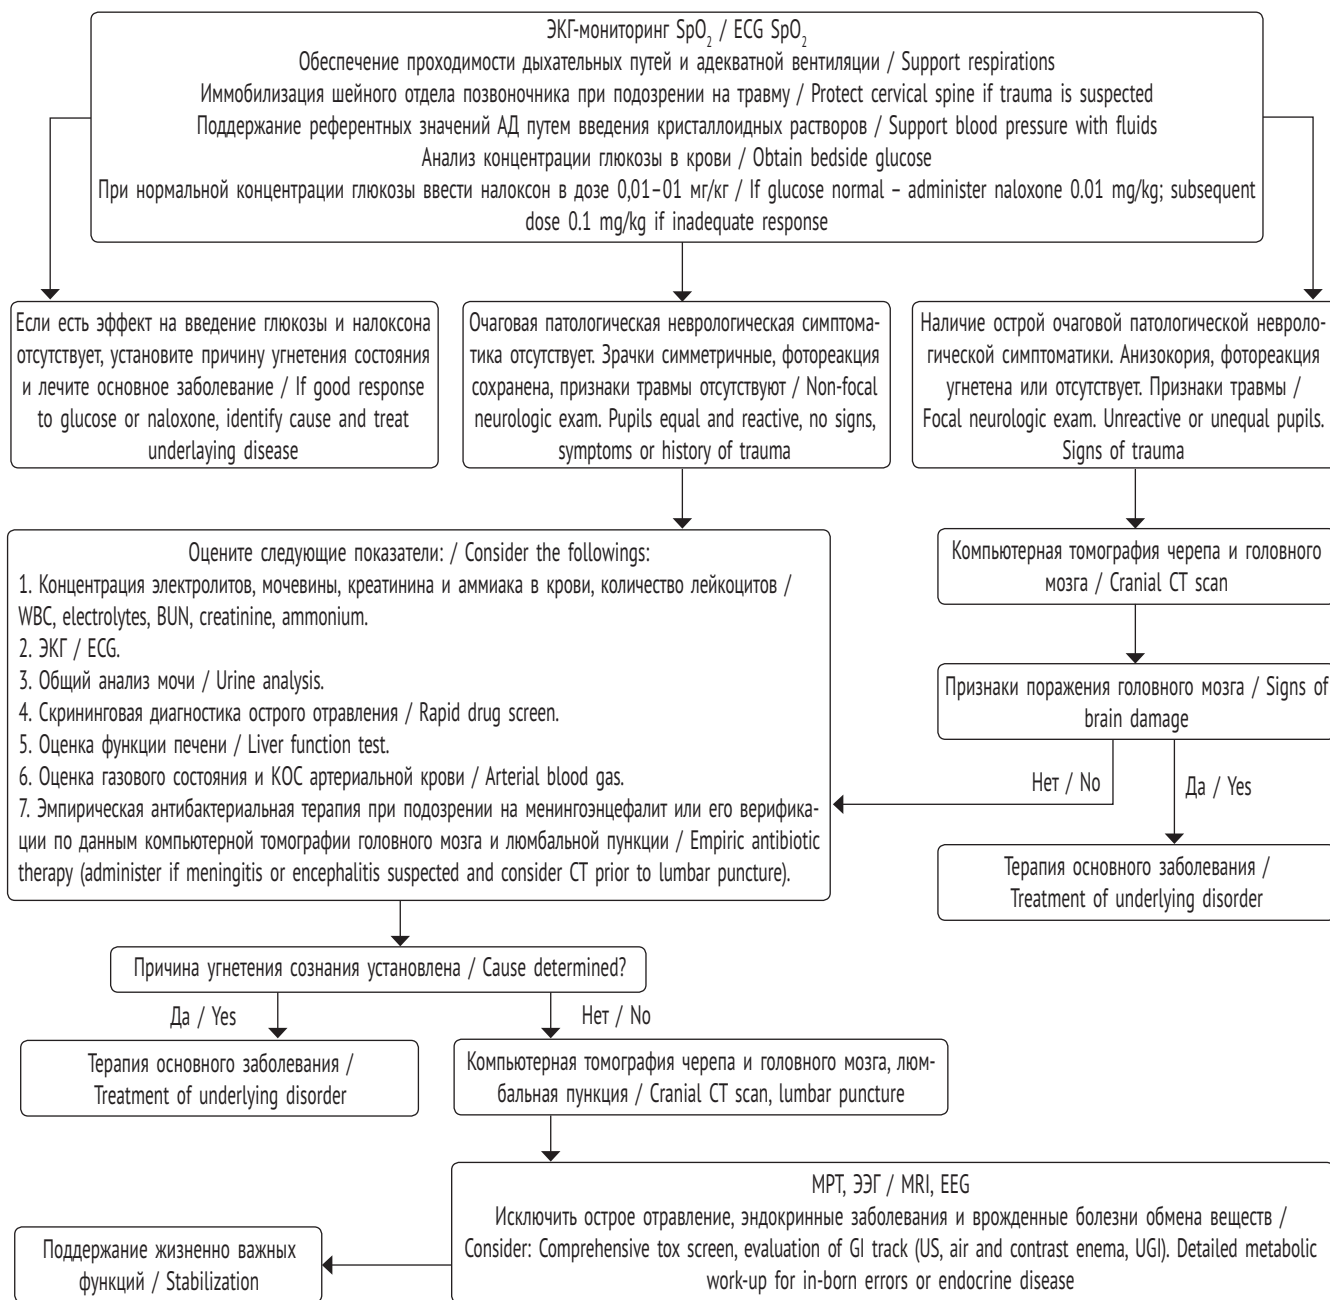 ЭКГ-мониторинг SpO₂ / ECG SpO₂
Обеспечение проходимости дыхательных путей и адекватной вентиляции / Support respirations
Иммобилизация шейного отдела позвоночника при подозрении на травму / Protect cervical spine if trauma is suspected
Поддержание референтных значений АД путем введения кристаллоидных растворов / Support blood pressure with fluids
Анализ концентрации глюкозы в крови / Obtain bedside glucose
При нормальной концентрации глюкозы ввести налоксон в дозе 0,01–01 мг/кг / If glucose normal – administer naloxone 0.01 mg/kg; subsequent
dose 0.1 mg/kg if inadequate response
Если есть эффект на введение глюкозы и налоксона
отсутствует, установите причину угнетения состояния
и лечите основное заболевание / If good response
to glucose or naloxone, identify cause and treat
underlaying disease
Очаговая патологическая неврологическая симптома-
тика отсутствует. Зрачки симметричные, фотореакция
сохранена, признаки травмы отсутствуют / Non-focal
neurologic exam. Pupils equal and reactive, no signs,
symptoms or history of trauma
Наличие острой очаговой патологической невроло-
гической симптоматики. Анизокория, фотореакция
угнетена или отсутствует. Признаки травмы /
Focal neurologic exam. Unreactive or unequal pupils.
Signs of trauma
Оцените следующие показатели: / Consider the followings:
1. Концентрация электролитов, мочевины, креатинина и аммиака в крови, количество лейкоцитов /
WBC, electrolytes, BUN, creatinine, ammonium.
2. ЭКГ / ECG.
3. Общий анализ мочи / Urine analysis.
4. Скрининговая диагностика острого отравления / Rapid drug screen.
5. Оценка функции печени / Liver function test.
6. Оценка газового состояния и КОС артериальной крови / Arterial blood gas.
7. Эмпирическая антибактериальная терапия при подозрении на менингоэнцефалит или его верифика-
ции по данным компьютерной томографии головного мозга и люмбальной пункции / Empiric antibiotic
therapy (administer if meningitis or encephalitis suspected and consider CT prior to lumbar puncture).
Компьютерная томография черепа и головного
мозга / Cranial CT scan
Признаки поражения головного мозга / Signs of
brain damage
Нет / No
Да / Yes
Терапия основного заболевания /
Treatment of underlying disorder
Причина угнетения сознания установлена / Cause determined?
Да / Yes
Нет / No
Терапия основного заболевания /
Treatment of underlying disorder
Компьютерная томография черепа и головного мозга, люм-
бальная пункция / Cranial CT scan, lumbar puncture
МРТ, ЭЭГ / MRI, EEG
Исключить острое отравление, эндокринные заболевания и врожденные болезни обмена веществ /
Consider: Comprehensive tox screen, evaluation of GI track (US, air and contrast enema, UGI). Detailed metabolic
work-up for in-born errors or endocrine disease
Поддержание жизненно важных
функций / Stabilization